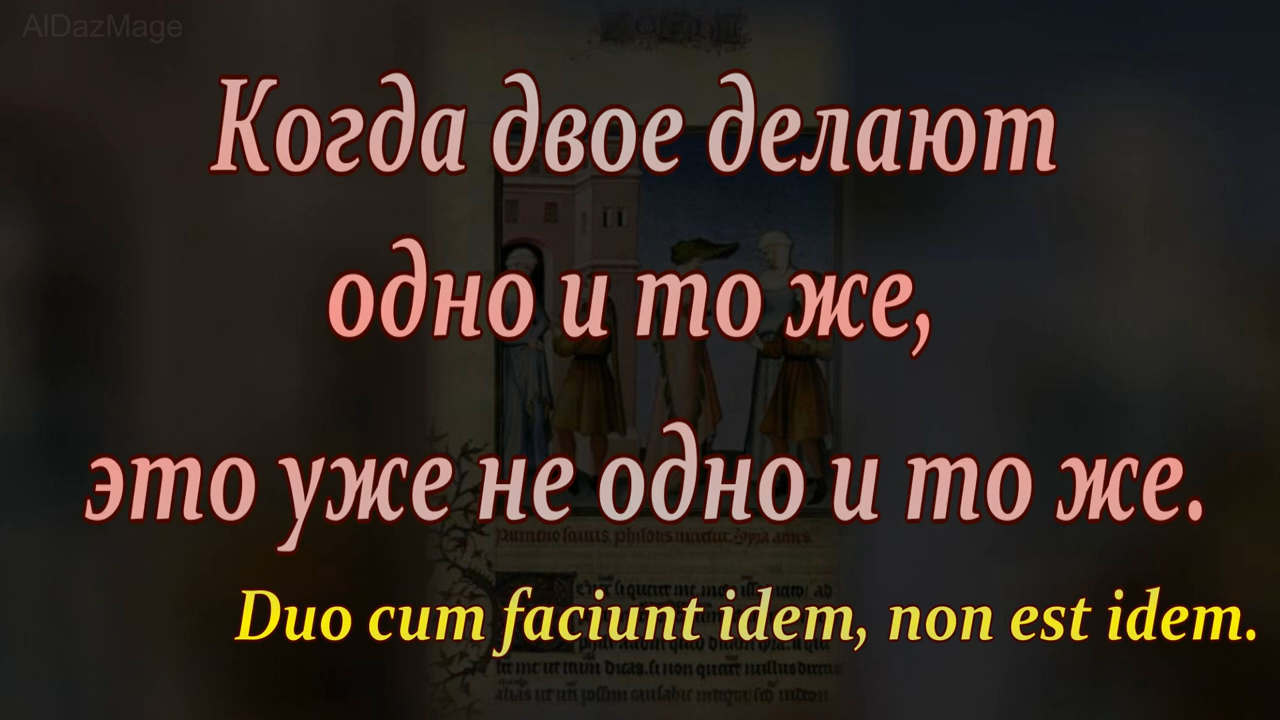 AlDazMage
Когда двое делают
одно и то же,
это уже не одно и то же.
Duo cum faciunt idem, non est idem.